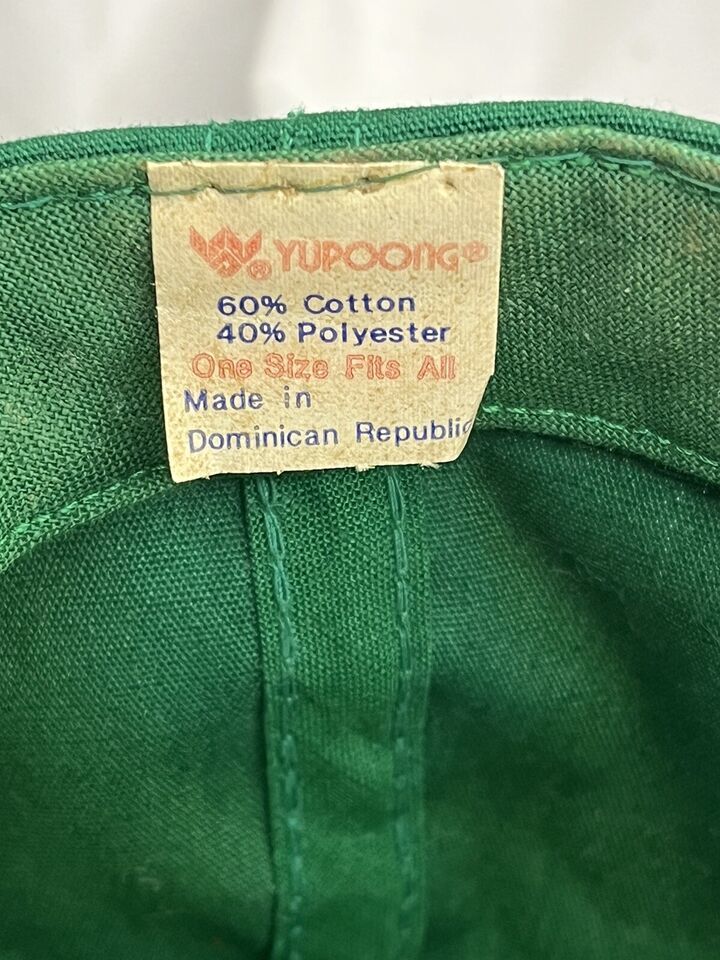 ® YUPOONG®
60% Cotton
40% Polyester
One Size Fits All
Made in
Dominican Republic